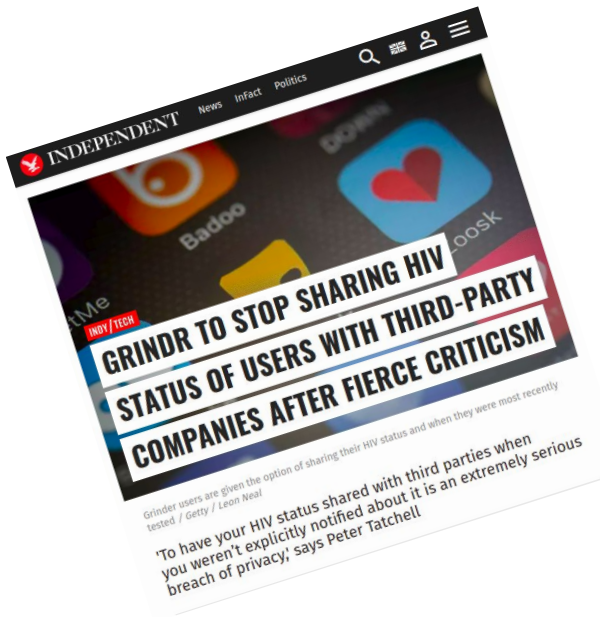 INDEPENDENT News InFact Politics
DOWN
Badoo
Loosk
etMe
INDY/TECH
GRINDR TO STOP SHARING HIV
STATUS OF USERS WITH THIRD-PARTY
COMPANIES AFTER FIERCE CRITICISM
Grinder users are given the option of sharing their HIV status and when they were most recently
tested / Getty / Leon Neal
'To have your HIV status shared with third parties when
you weren't explicitly notified about it is an extremely serious
breach of privacy,' says Peter Tatchell